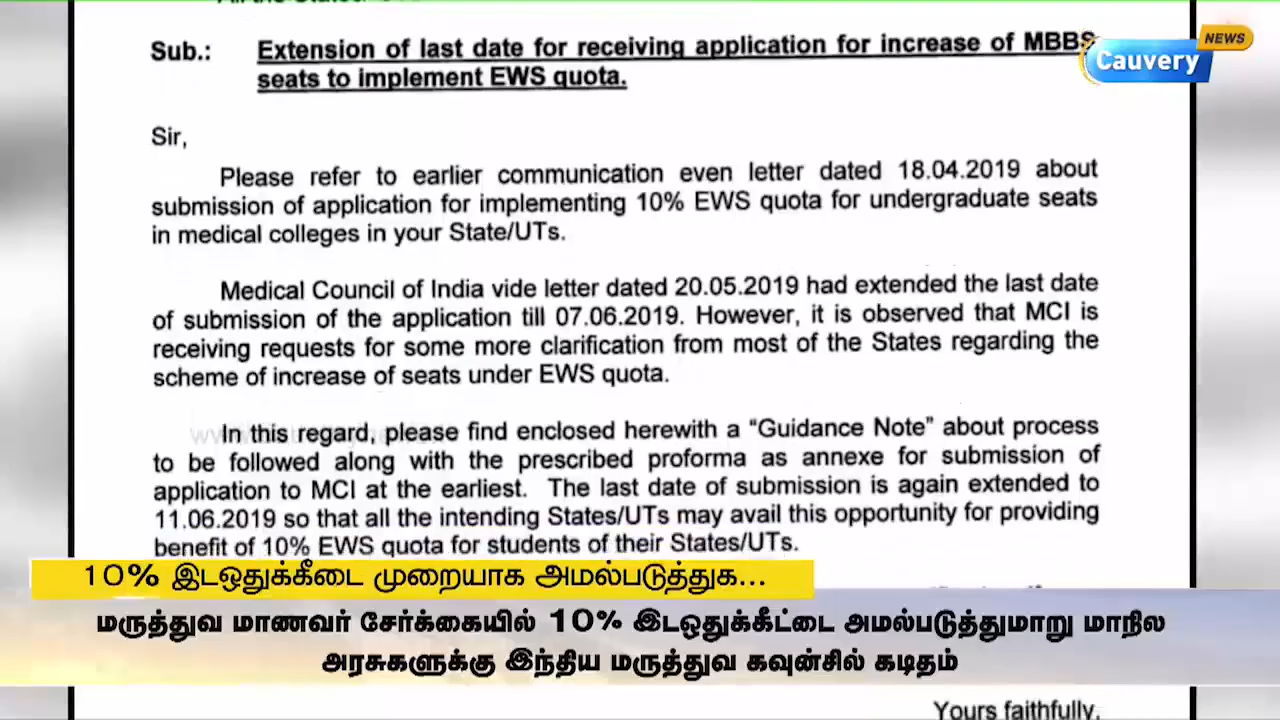 Sub.: Extension of last date for receiving application for increase of MBBS
seats to implement EWS quota.
Cauvery NEWS
Sir,
Please refer to earlier communication even letter dated 18.04.2019 about
submission of application for implementing 10% EWS quota for undergraduate seats
in medical colleges in your State/UTs.
Medical Council of India vide letter dated 20.05.2019 had extended the last date
of submission of the application till 07.06.2019. However, it is observed that MCI is
receiving requests for some more clarification from most of the States regarding the
scheme of increase of seats under EWS quota.
In this regard, please find enclosed herewith a “Guidance Note” about process
to be followed along with the prescribed proforma as annexe for submission of
application to MCI at the earliest. The last date of submission is again extended to
11.06.2019 so that all the intending States/UTs may avail this opportunity for providing
benefit of 10% EWS quota for students of their States/UTs.
10% இடஒதுக்கீடை முறையாக அமல்படுத்துக...
மருத்துவ மாணவர் சேர்க்கையில் 10% இடஒதுக்கீட்டை அமல்படுத்துமாறு மாநில
அரசுகளுக்கு இந்திய மருத்துவ கவுன்சில் கடிதம்
Yours faithfully,